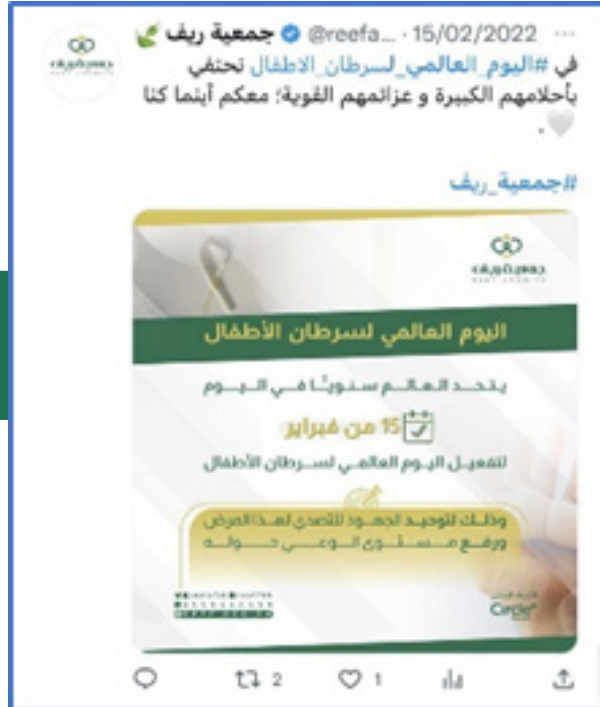 جمعية ريف @reefa... · 15/02/2022
في #اليوم_العالمي_لسرطان_الاطفال نحتفي
بأحلامهم الكبيرة و عزائمهم القوية؛ معكم أينما كنا
.
#جمعية_ريف
جمعية ريف
اليوم العالمي لسرطان الأطفال
يتحد العالم سنويًا في اليوم
15 من فبراير
لتفعيل اليوم العالمي لسرطان الأطفال
وذلك لتوحيد الجهود للتصدي لهذا المرض
ورفع مستوى الوعي حوله
Circle
2
1